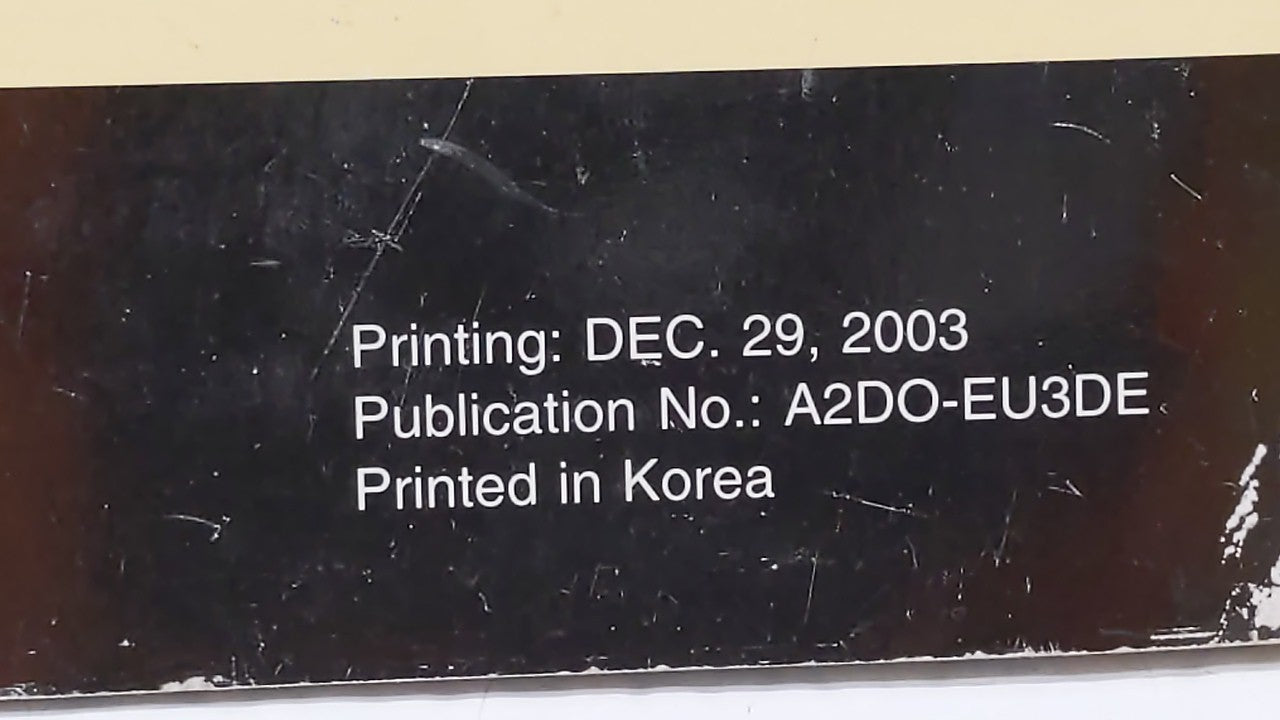 Printing: DEC. 29, 2003
Publication No.: A2DO-EU3DE
Printed in Korea